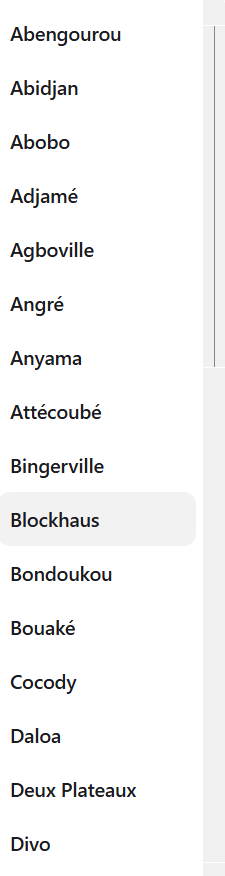 Abengourou
Abidjan
Abobo
Adjamé
Agboville
Angré
Anyama
Attécoubé
Bingerville
Blockhaus
Bondoukou
Bouaké
Cocody
Daloa
Deux Plateaux
Divo